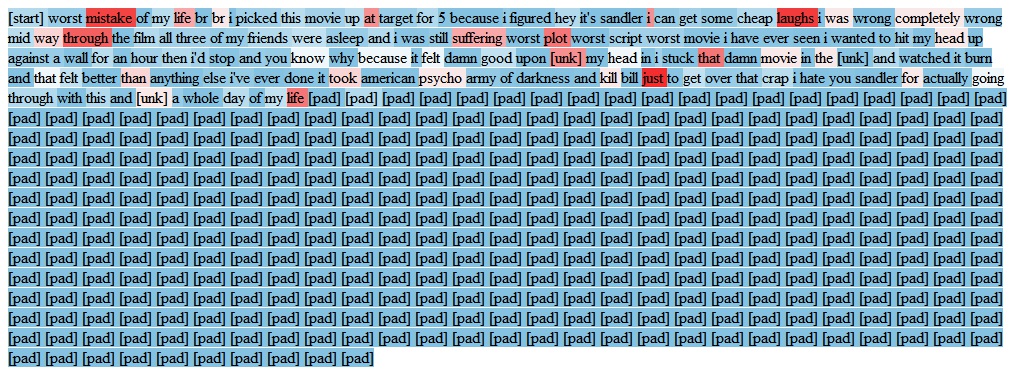 [start] worst mistake of my life br br i picked this movie up at target for 5 because i figured hey it's sandler i can get some cheap laughs i was wrong completely wrong
mid way through the film all three of my friends were asleep and i was still suffering worst plot worst script worst movie i have ever seen i wanted to hit my head up
against a wall for an hour then i'd stop and you know why because it felt damn good upon [unk] my head in i stuck that damn movie in the [unk] and watched it burn
and that felt better than anything else i've ever done it took american psycho army of darkness and kill bill just to get over that crap i hate you sandler for actually going
through with this and [unk] a whole day of my life [pad] [pad] [pad] [pad] [pad] [pad] [pad] [pad] [pad] [pad] [pad] [pad] [pad] [pad] [pad] [pad] [pad] [pad] [pad]
[pad] [pad] [pad] [pad] [pad] [pad] [pad] [pad] [pad] [pad] [pad] [pad] [pad] [pad] [pad] [pad] [pad] [pad] [pad] [pad] [pad] [pad] [pad] [pad] [pad] [pad] [pad]
[pad] [pad] [pad] [pad] [pad] [pad] [pad] [pad] [pad] [pad] [pad] [pad] [pad] [pad] [pad] [pad] [pad] [pad] [pad] [pad] [pad] [pad] [pad] [pad] [pad] [pad] [pad]
[pad] [pad] [pad] [pad] [pad] [pad] [pad] [pad] [pad] [pad] [pad] [pad] [pad] [pad] [pad] [pad] [pad] [pad] [pad] [pad] [pad] [pad] [pad] [pad] [pad] [pad] [pad]
[pad] [pad] [pad] [pad] [pad] [pad] [pad] [pad] [pad] [pad] [pad] [pad] [pad] [pad] [pad] [pad] [pad] [pad] [pad] [pad] [pad] [pad] [pad] [pad] [pad] [pad] [pad]
[pad] [pad] [pad] [pad] [pad] [pad] [pad] [pad] [pad] [pad] [pad] [pad] [pad] [pad] [pad] [pad] [pad] [pad] [pad] [pad] [pad] [pad] [pad] [pad] [pad] [pad] [pad]
[pad] [pad] [pad] [pad] [pad] [pad] [pad] [pad] [pad] [pad] [pad] [pad] [pad] [pad] [pad] [pad] [pad] [pad] [pad] [pad] [pad] [pad] [pad] [pad] [pad] [pad] [pad]
[pad] [pad] [pad] [pad] [pad] [pad] [pad] [pad] [pad] [pad] [pad] [pad] [pad] [pad] [pad] [pad] [pad] [pad] [pad] [pad] [pad] [pad] [pad] [pad] [pad] [pad] [pad]
[pad] [pad] [pad] [pad] [pad] [pad] [pad] [pad] [pad] [pad] [pad] [pad] [pad] [pad] [pad] [pad] [pad] [pad] [pad] [pad] [pad] [pad] [pad] [pad] [pad] [pad] [pad]
[pad] [pad] [pad] [pad] [pad] [pad] [pad] [pad] [pad] [pad] [pad] [pad] [pad] [pad] [pad] [pad] [pad] [pad] [pad] [pad] [pad] [pad] [pad] [pad] [pad] [pad] [pad]
[pad] [pad] [pad] [pad] [pad] [pad] [pad] [pad] [pad] [pad] [pad] [pad] [pad] [pad] [pad] [pad] [pad] [pad] [pad] [pad] [pad] [pad] [pad] [pad] [pad] [pad] [pad]
[pad] [pad] [pad] [pad] [pad] [pad] [pad] [pad] [pad] [pad] [pad] [pad] [pad] [pad] [pad] [pad] [pad] [pad] [pad] [pad] [pad] [pad] [pad] [pad] [pad] [pad] [pad]
[pad] [pad] [pad] [pad] [pad] [pad] [pad] [pad] [pad] [pad] [pad] [pad] [pad] [pad] [pad] [pad] [pad] [pad] [pad] [pad] [pad] [pad] [pad] [pad] [pad] [pad] [pad]
[pad] [pad] [pad] [pad] [pad] [pad] [pad] [pad] [pad] [pad]